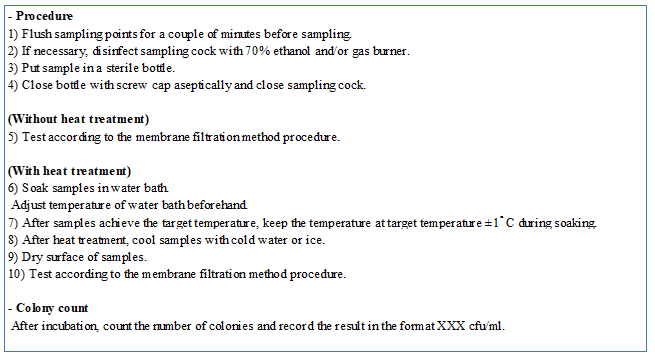 - Procedure
1) Flush sampling points for a couple of minutes before sampling.
2) If necessary, disinfect sampling cock with 70% ethanol and/or gas burner.
3) Put sample in a sterile bottle.
4) Close bottle with screw cap aseptically and close sampling cock.
(Without heat treatment)
5) Test according to the membrane filtration method procedure.
(With heat treatment)
6) Soak samples in water bath.
Adjust temperature of water bath beforehand.
7) After samples achieve the target temperature, keep the temperature at target temperature ±1˚C during soaking.
8) After heat treatment, cool samples with cold water or ice.
9) Dry surface of samples.
10) Test according to the membrane filtration method procedure.
- Colony count
After incubation, count the number of colonies and record the result in the format XXX cfu/ml.